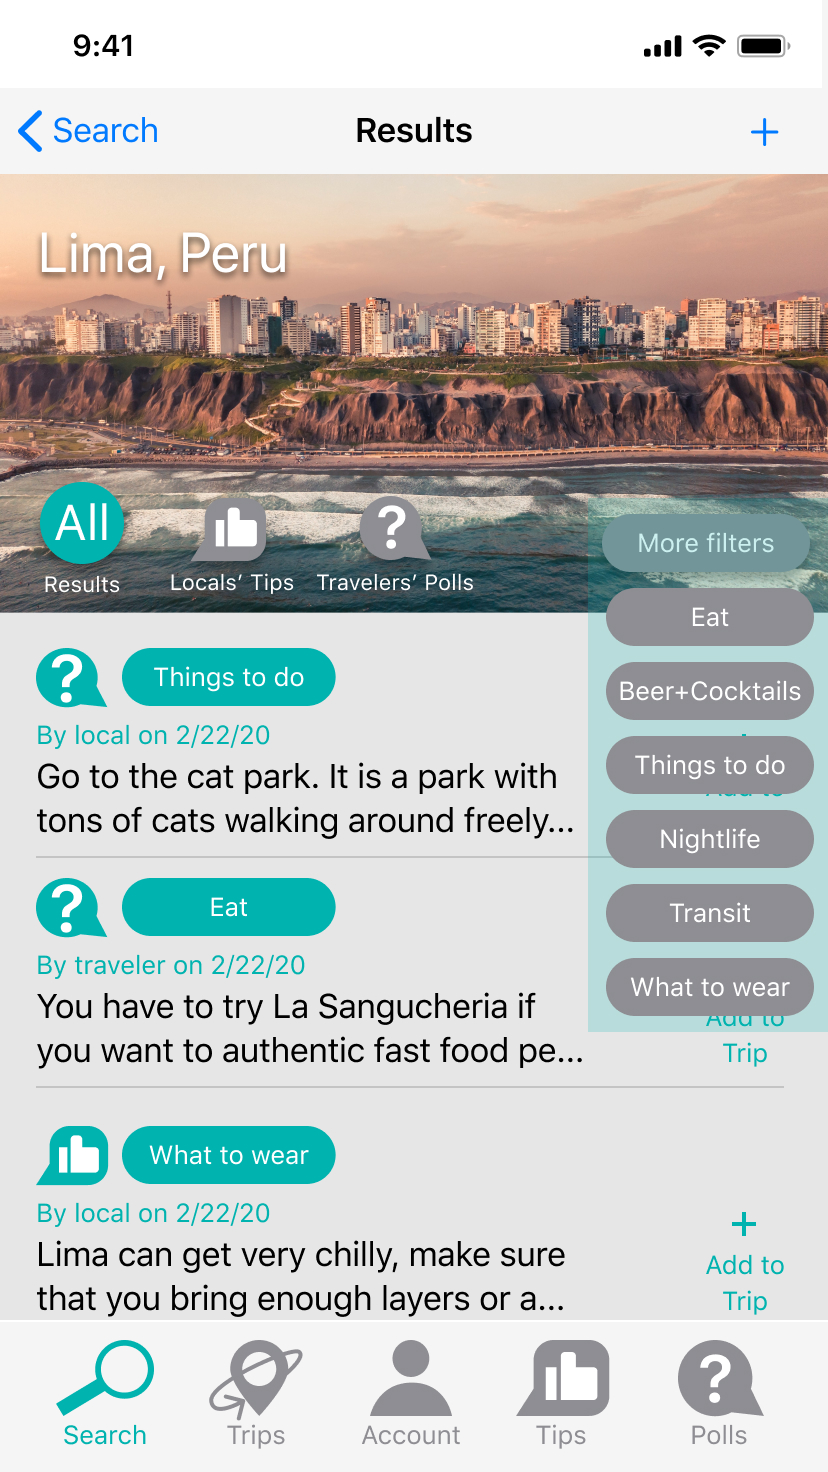 9:41
Search
Results
Lima, Peru
All
Results
Locals’ Tips
Travelers’ Polls
More filters
Eat
Beer+Cocktails
Things to do
Nightlife
Transit
What to wear
Things to do
By local on 2/22/20
Go to the cat park. It is a park with
tons of cats walking around freely...
Eat
By traveler on 2/22/20
You have to try La Sangucheria if
you want to authentic fast food pe...
Add to
Trip
What to wear
By local on 2/22/20
Lima can get very chilly, make sure
that you bring enough layers or a...
Add to
Trip
Search
Trips
Account
Tips
Polls